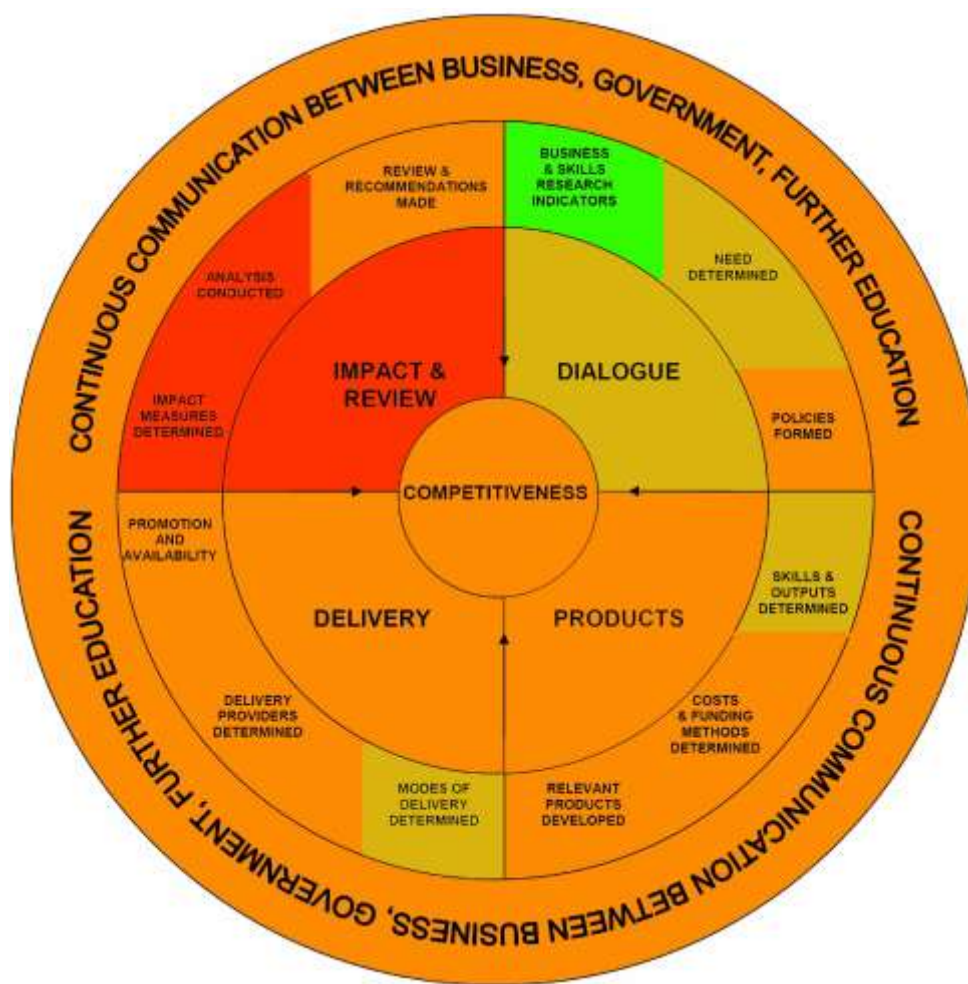 CONTINUOUS COMMUNICATION BETWEEN BUSINESS, GOVERNMENT, FURTHER EDUCATION
REVIEW &
RECOMMENDATIONS
MADE
BUSINESS
& SKILLS
RESEARCH
INDICATORS
ANALYSIS
CONDUCTED
NEED
DETERMINED
IMPACT &
REVIEW
DIALOGUE
IMPACT
MEASURES
DETERMINED
POLICIES
FORMED
COMPETITIVENESS
PROMOTION
AND
AVAILABILITY
SKILLS &
OUTPUTS
DETERMINED
DELIVERY
PRODUCTS
DELIVERY
PROVIDERS
DETERMINED
COSTS
& FUNDING
METHODS
DETERMINED
MODES OF
DELIVERY
DETERMINED
RELEVANT
PRODUCTS
DEVELOPED
CONTINUOUS COMMUNICATION BETWEEN BUSINESS, GOVERNMENT, FURTHER EDUCATION